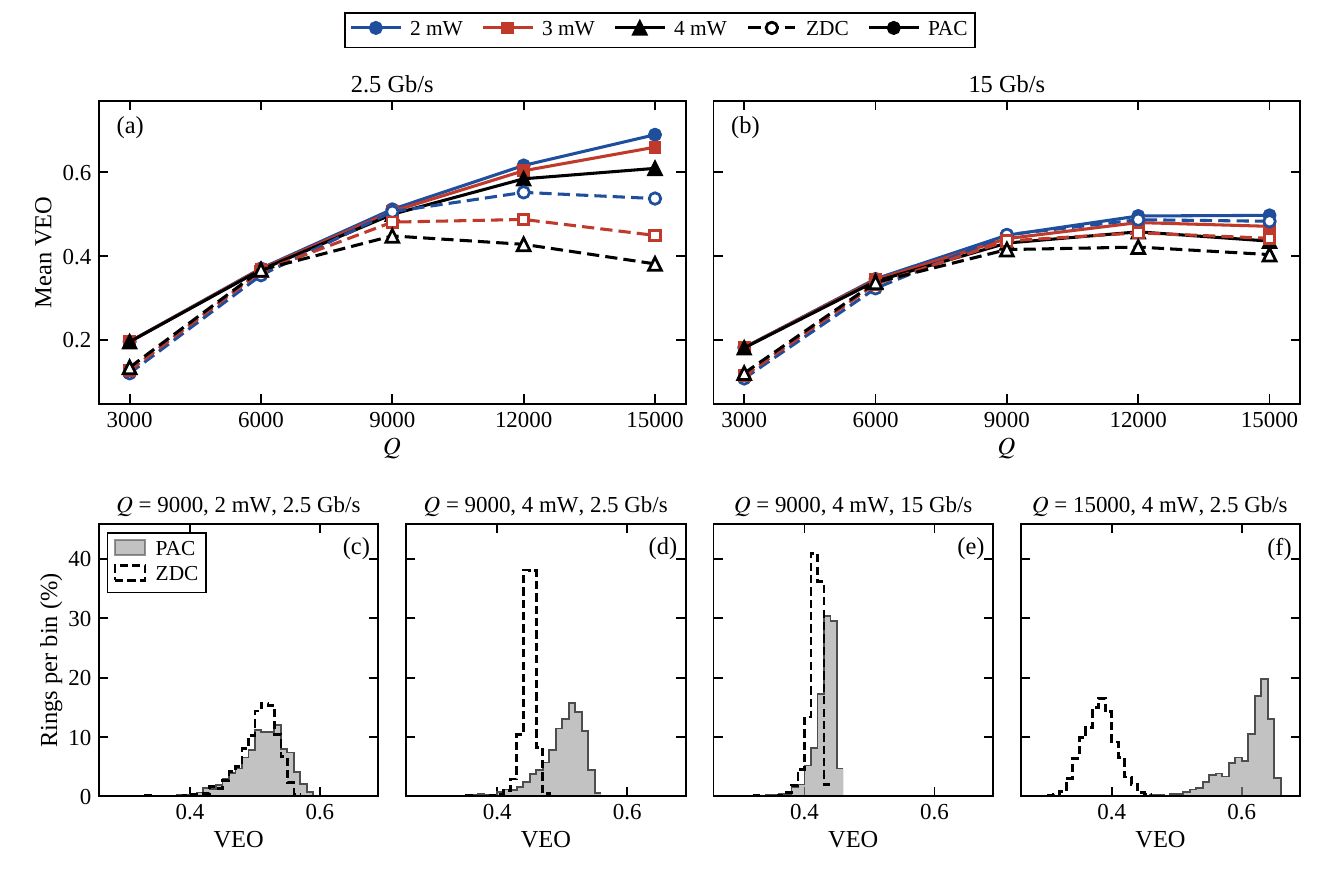 2 mW 3 mW 4 mW ZDC PAC
2.5 Gb/s 15 Gb/s
(a) (b)
Mean VEO
0.6
0.4
0.2
3000 6000 9000 12000 15000 3000 6000 9000 12000 15000
Q Q
Q = 9000, 2 mW, 2.5 Gb/s Q = 9000, 4 mW, 2.5 Gb/s Q = 9000, 4 mW, 15 Gb/s Q = 15000, 4 mW, 2.5 Gb/s
PAC
ZDC
(c) (d) (e) (f)
Rings per bin (%)
40
30
20
10
0
0.4 0.6 0.4 0.6 0.4 0.6 0.4 0.6
VEO VEO VEO VEO